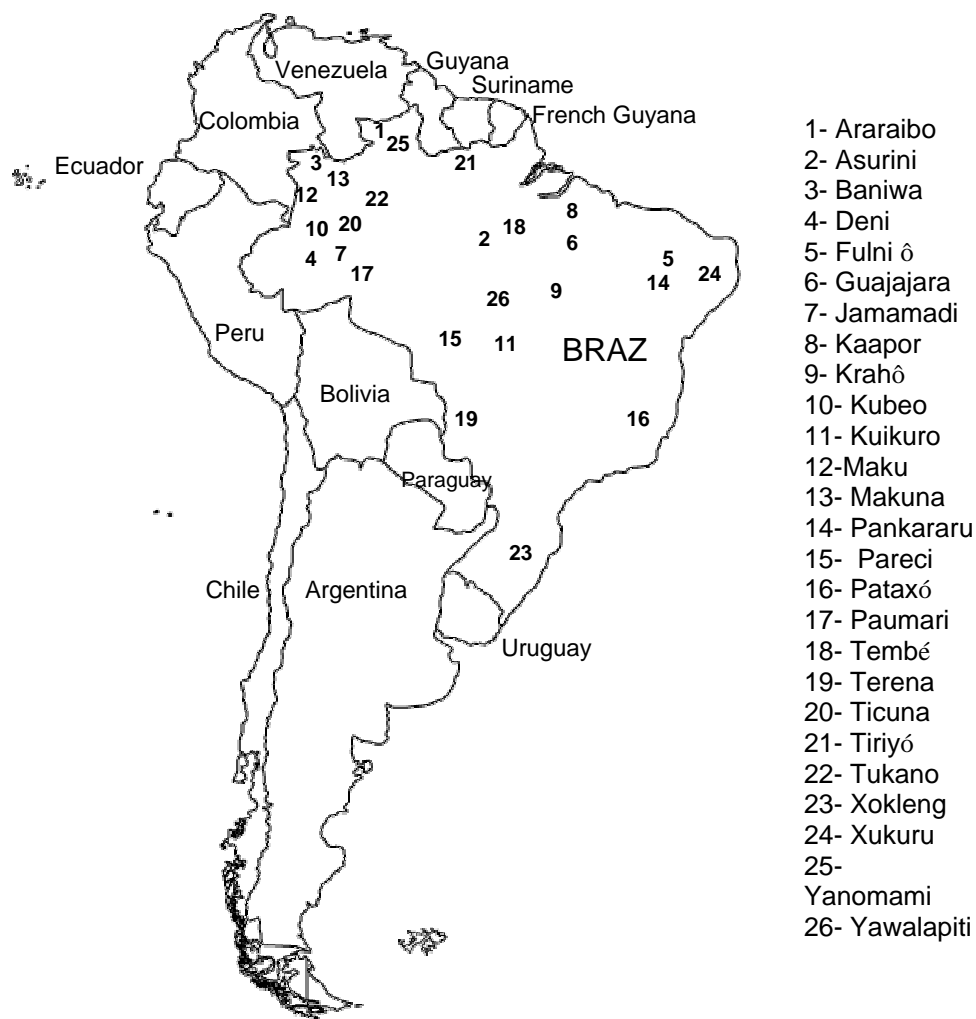 Venezuela
Guyana
Suriname
French Guyana
Colombia
Ecuador
1
25
3
13
21
12
22
8
10
20
18
2
6
4
7
17
5
14
24
26
9
Peru
15
11
BRAZ
Bolivia
19
16
Paraguay
23
Chile
Argentina
Uruguay
1- Araraibo
2- Asurini
3- Baniwa
4- Deni
5- Fulni ô
6- Guajajara
7- Jamamadi
8- Kaapor
9- Krahô
10- Kubeo
11- Kuikuro
12-Maku
13- Makuna
14- Pankararu
15- Pareci
16- Pataxó
17- Paumari
18- Tembé
19- Terena
20- Ticuna
21- Tiriyó
22- Tukano
23- Xokleng
24- Xukuru
25-
Yanomami
26- Yawalapiti